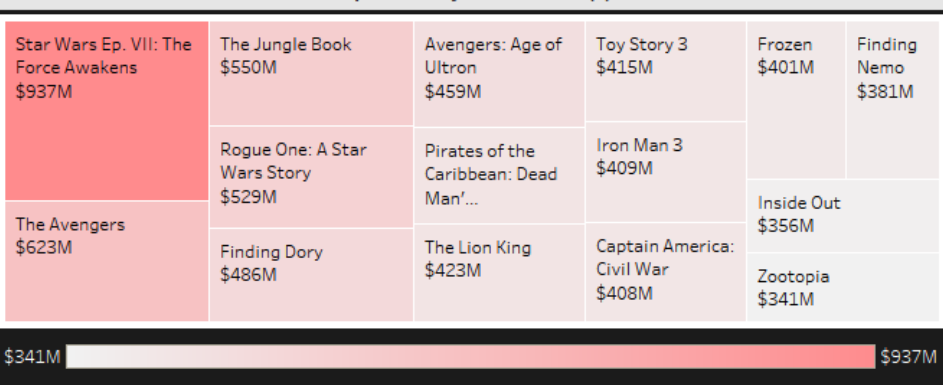 Star Wars Ep. VII: The
Force Awakens
$937M
The Avengers
$623M
The Jungle Book
$550M
Rogue One: A Star
Wars Story
$529M
Finding Dory
$486M
Avengers: Age of
Ultron
$459M
Pirates of the
Caribbean: Dead
Man'...
The Lion King
$423M
Toy Story 3
$415M
Iron Man 3
$409M
Captain America:
Civil War
$408M
Frozen
$401M
Finding
Nemo
$381M
Inside Out
$356M
Zootopia
$341M
$341M
$937M